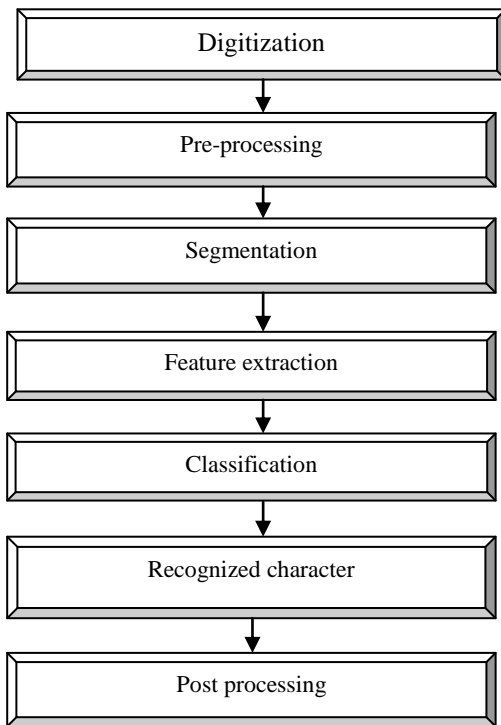 Digitization
Pre-processing
Segmentation
Feature extraction
Classification
Recognized character
Post processing